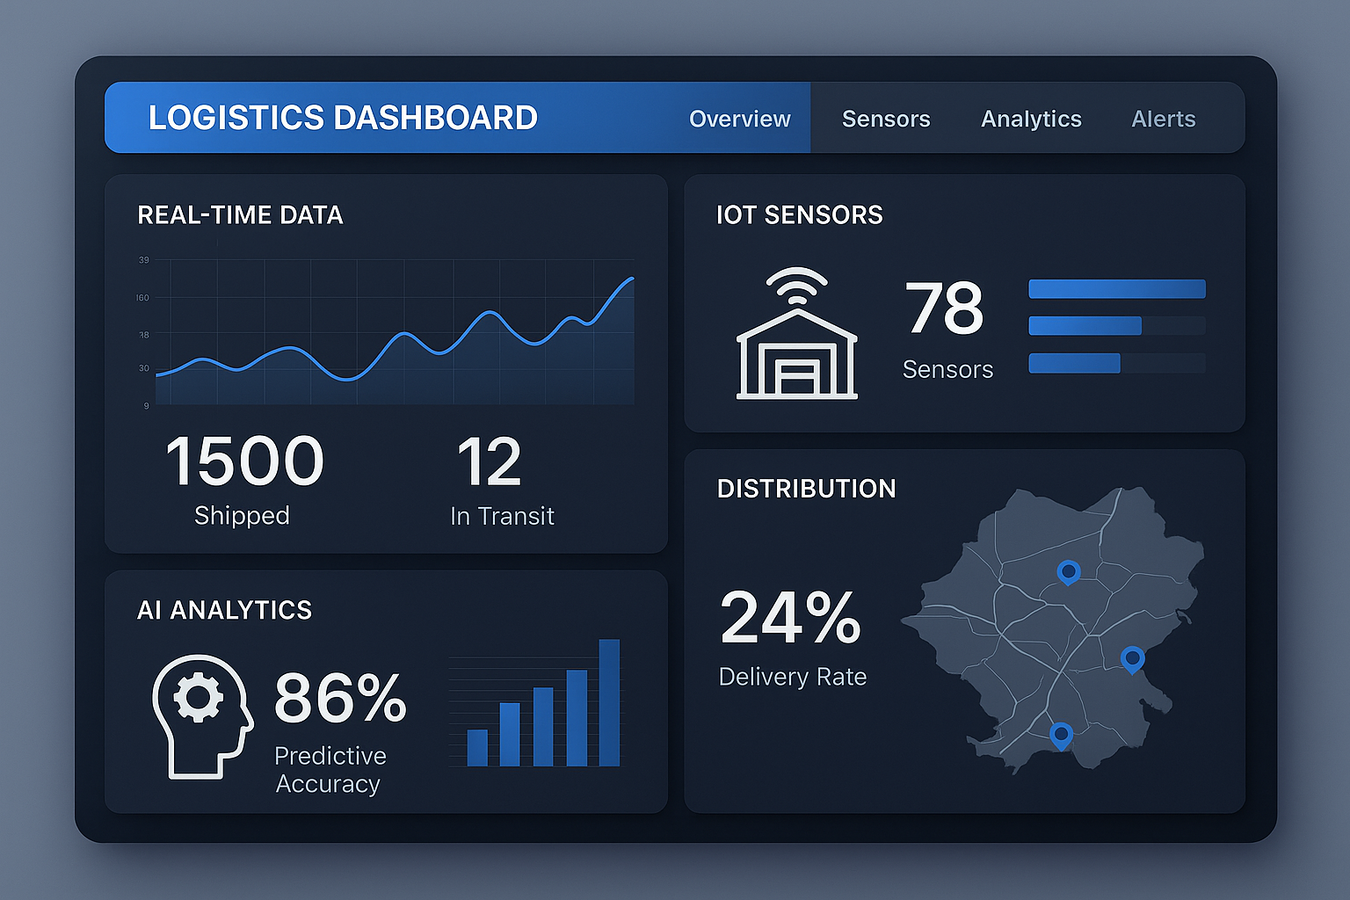 LOGISTICS DASHBOARD
Overview
Sensors
Analytics
Alerts
REAL-TIME DATA
39
160
38
30
9
1500
Shipped
12
In Transit
IOT SENSORS
78
Sensors
AI ANALYTICS
86%
Predictive
Accuracy
DISTRIBUTION
24%
Delivery Rate